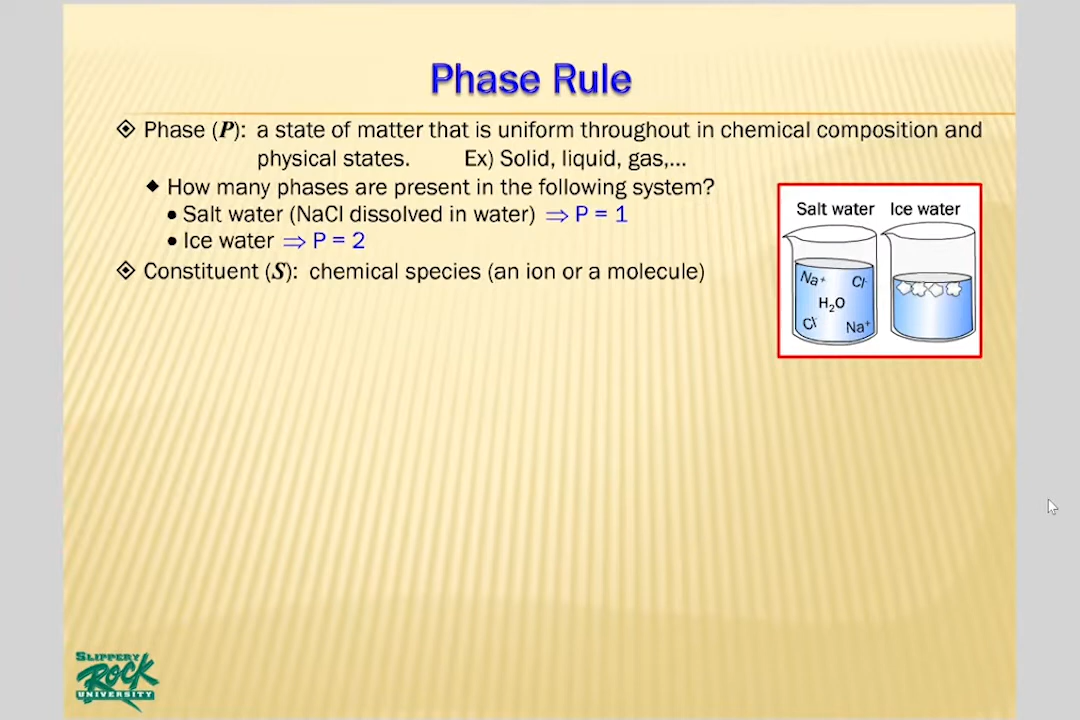 Phase Rule
Phase (P): a state of matter that is uniform throughout in chemical composition and
physical states. Ex) Solid, liquid, gas,...
How many phases are present in the following system?
• Salt water (NaCl dissolved in water) ⇒ P = 1
• Ice water ⇒ P = 2
Constituent (S): chemical species (an ion or a molecule)
Salt water Ice water
Na⁺ Cl⁻
H₂O
Cl⁻ Na⁺
SLIPPERY
ROCK
UNIVERSITY